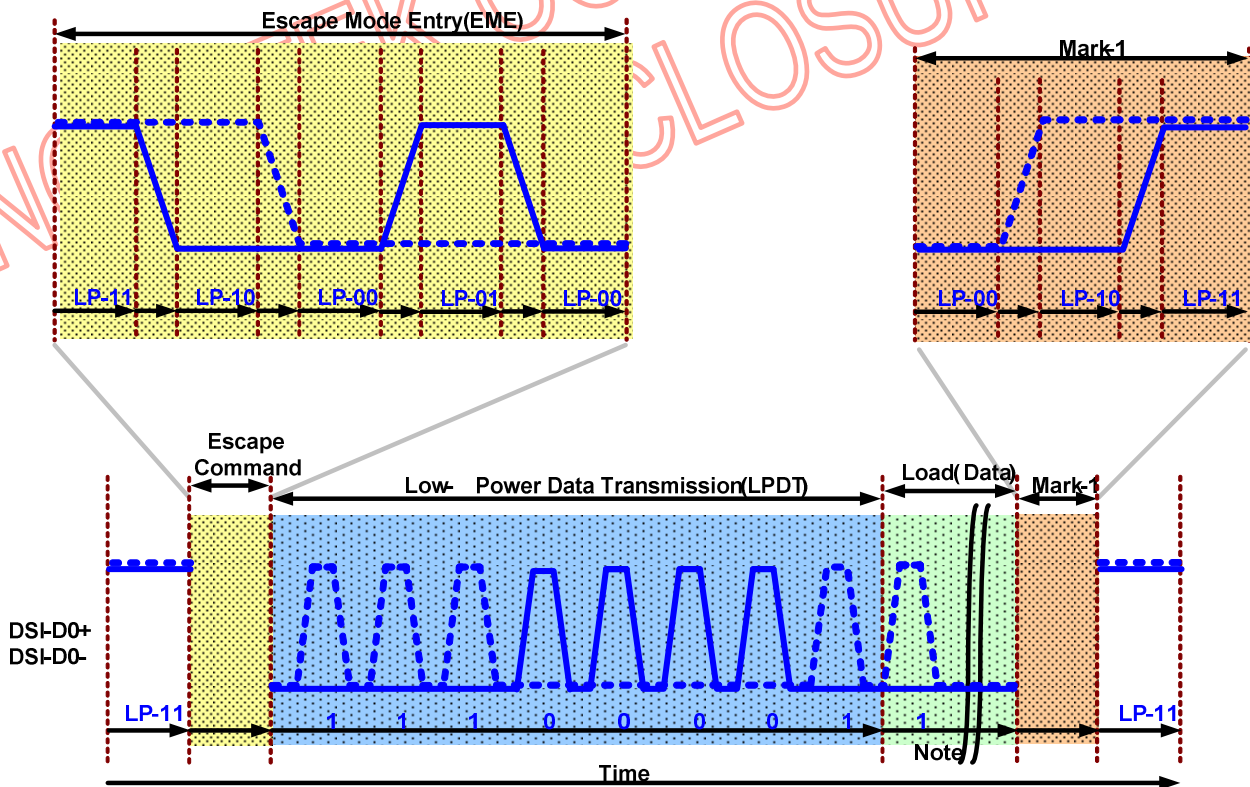 Escape Mode Entry(EME)
Mark-1
LP-11 LP-10 LP-00 LP-01 LP-00
LP-00 LP-10 LP-11
Escape
Command
Low- Power Data Transmission(LPDT)
Load(Data)
Mark-1
DSI-D0+
DSI-D0-
LP-11
1 1 1 0 0 0 0 1 1
LP-11
Note
Time